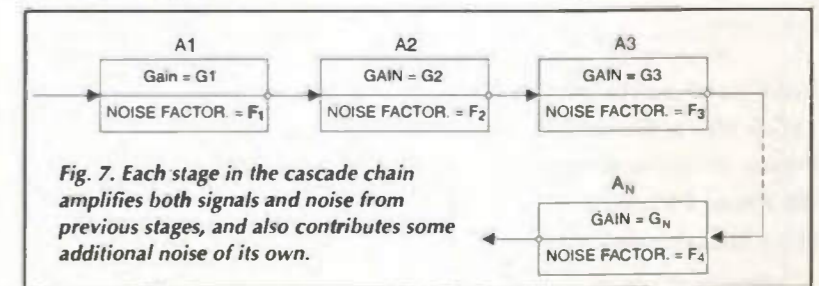 A1 A2 A3
Gain = G1 GAIN = G2 GAIN = G3
NOISE FACTOR. = F1 NOISE FACTOR. = F2 NOISE FACTOR. = F3
Fig. 7. Each stage in the cascade chain
amplifies both signals and noise from
previous stages, and also contributes some
additional noise of its own.
AN
GAIN = GN
NOISE FACTOR. = F4